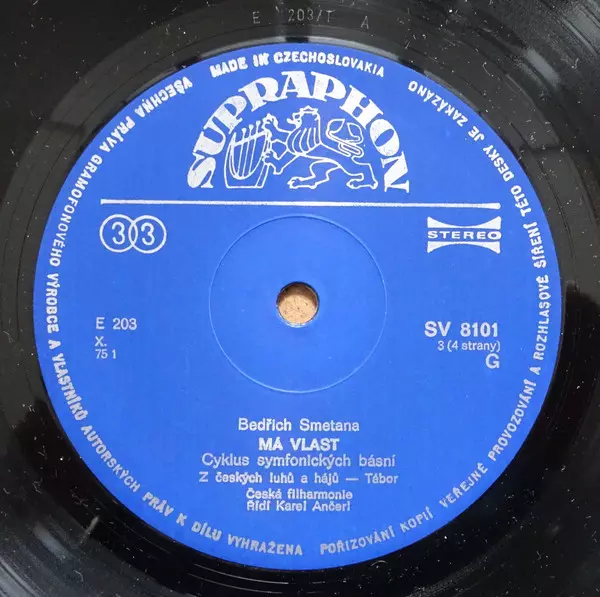 E 203/I A
MADE IN CZECHOSLOVAKIA
VŠECHNA PRÁVA GRAMOFONOVÉHO VÝROBCE A VLASTNÍKŮ AUTORSKÝCH PRÁV K DÍLU VYHRAŽENA POŘIZOVÁNÍ KOPIÍ VEŘEJNÉ PROVOZOVÁNÍ A ROZHLASOVÉ ŠÍŘENÍ TÉTO DESKY JE ZAKÁZÁNO
SUPRAPHON
33
STEREO
E 203
X.
75 1
SV 8101
3 (4 strany)
G
Bedřich Smetana
MÁ VLAST
Cyklus symfonických básní
Z českých luhů a hájů — Tábor
Česká filharmonie
Řídí Karel Ančerl